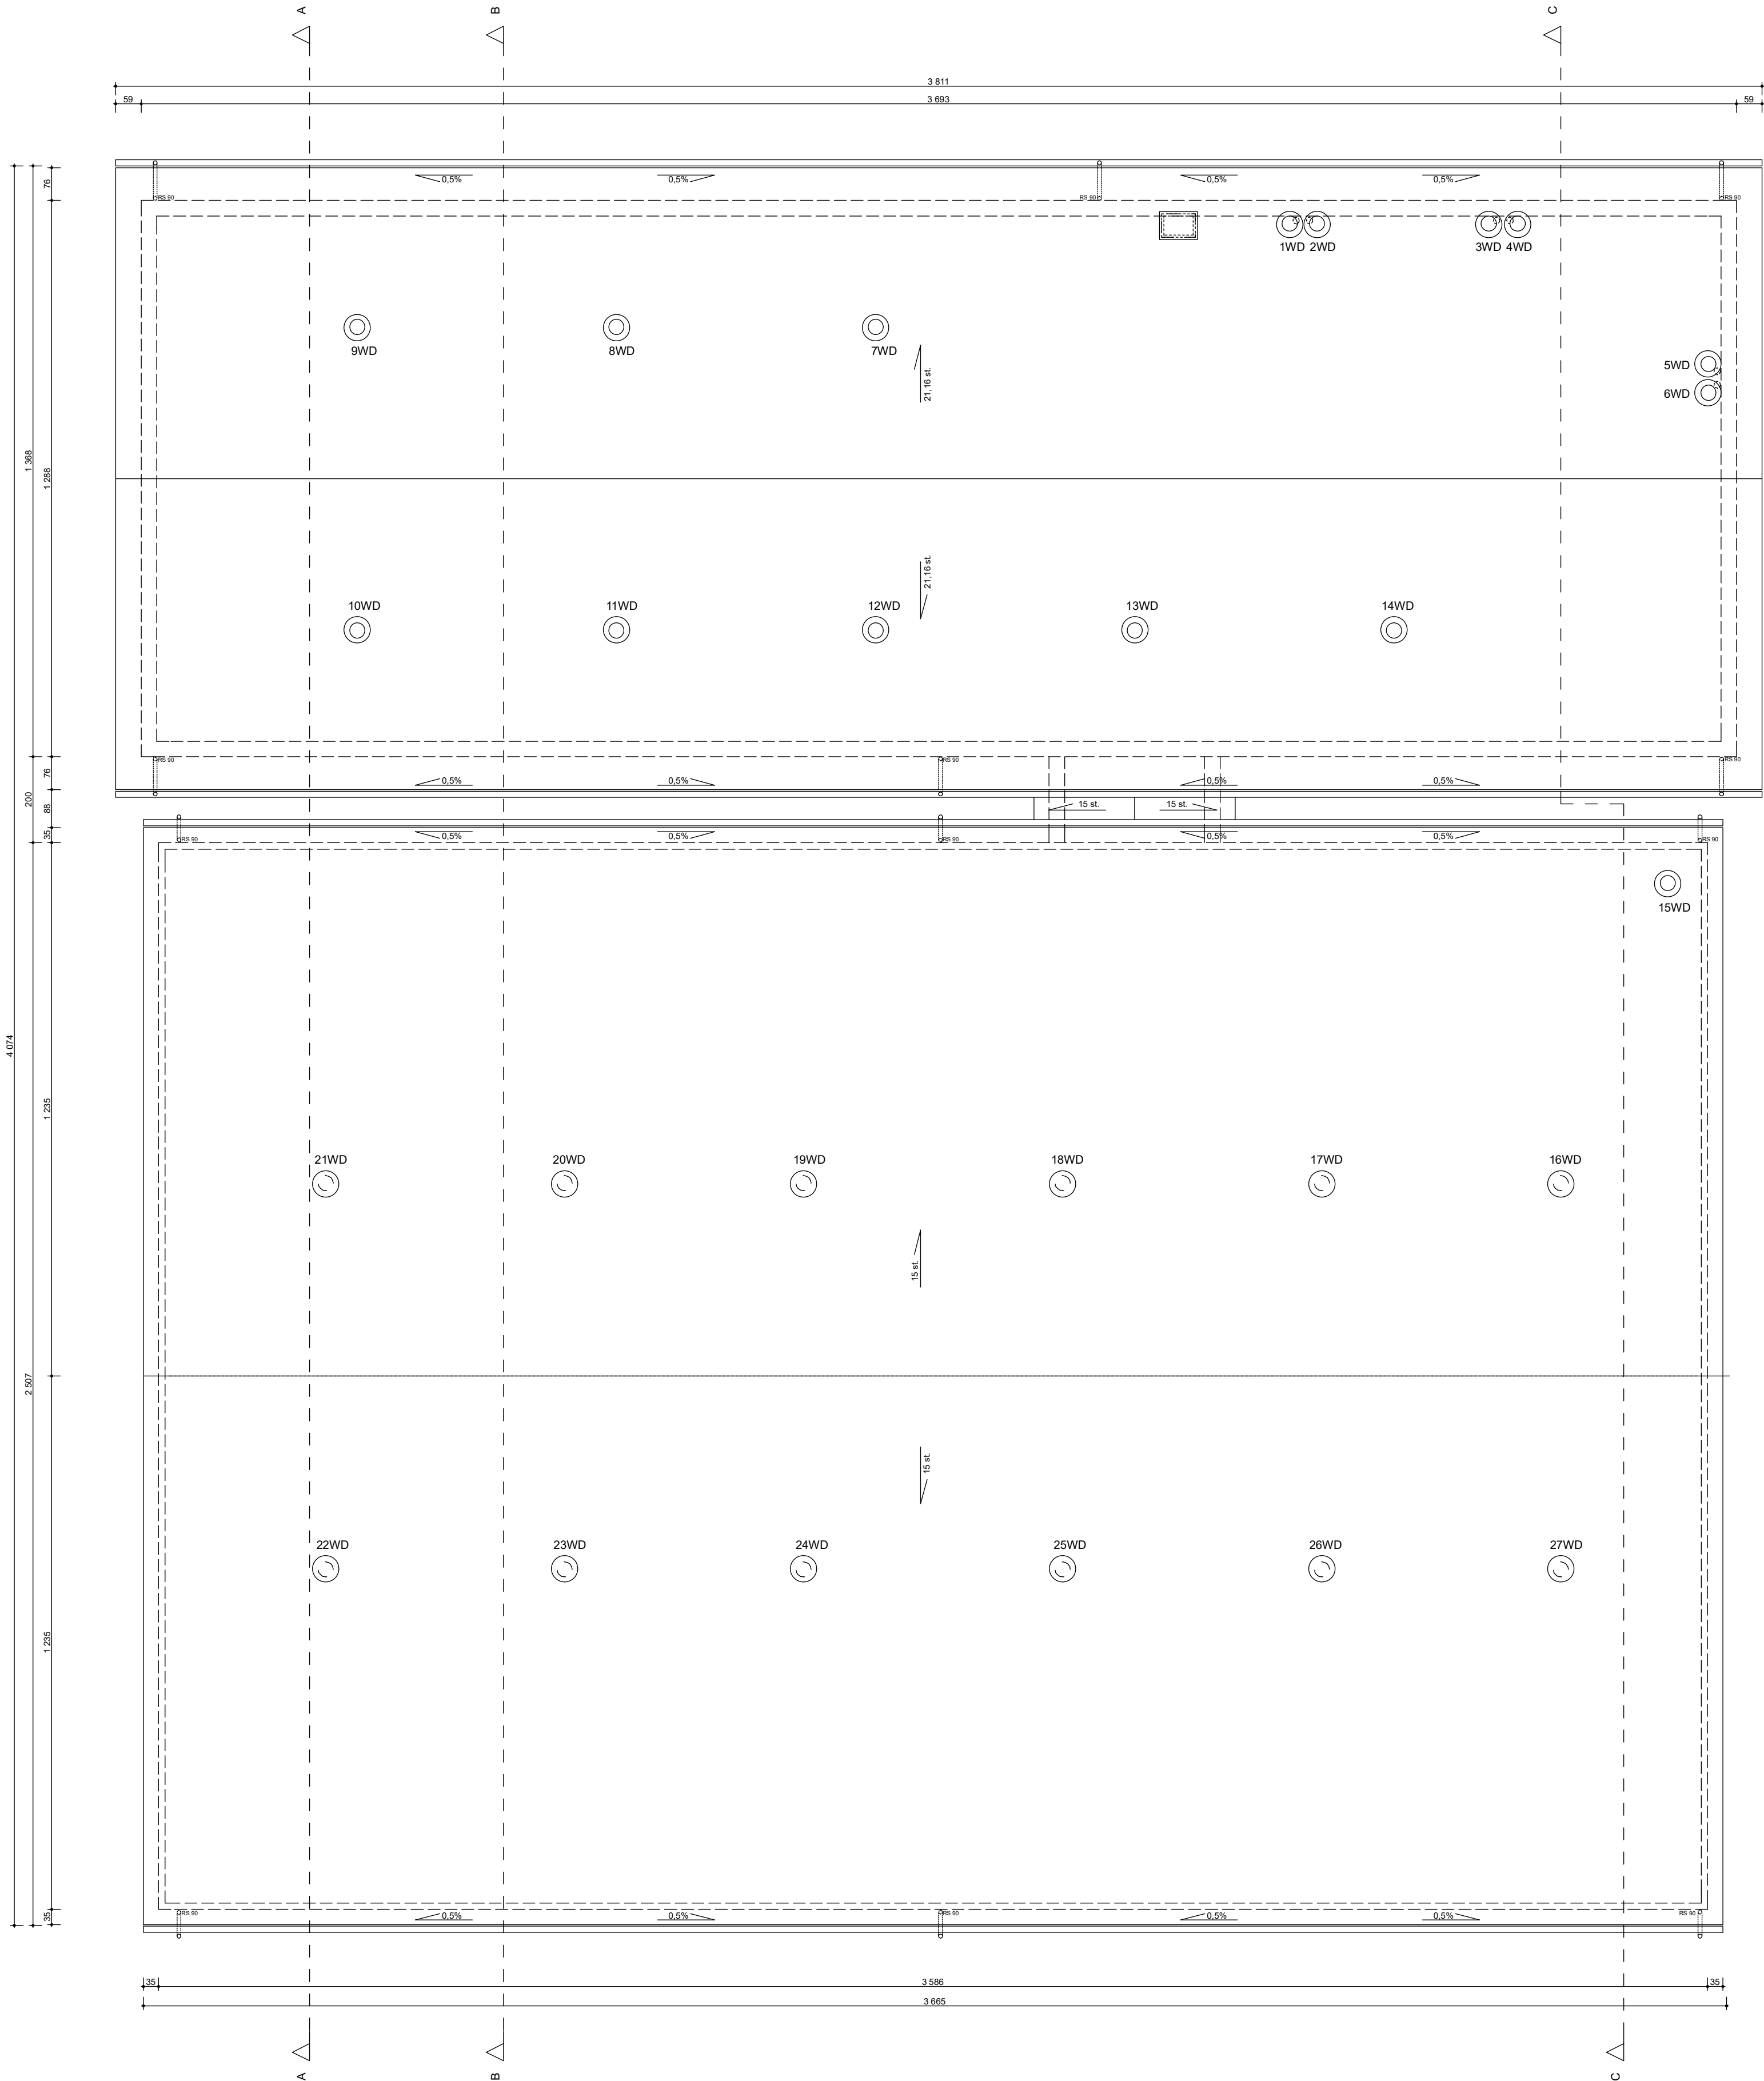 A B C
3 811
59 3 693 59
76
0,5% 0,5% 0,5% 0,5%
RS 90 RS 90 RS 90
1WD 2WD 3WD 4WD
9WD 8WD 7WD
5WD
21,16 st.
6WD
1 368
1 288
21,16 st.
10WD 11WD 12WD 13WD 14WD
RS 90 RS 90 RS 90
76
0,5% 0,5% 0,5% 0,5%
200
88
15 st. 15 st.
35
0,5% 0,5% 0,5% 0,5%
RS 90 RS 90 RS 90
15WD
4 074
1 235
21WD 20WD 19WD 18WD 17WD 16WD
15 st.
2 507
15 st.
22WD 23WD 24WD 25WD 26WD 27WD
1 235
RS 90 RS 90 RS 90
35
0,5% 0,5% 0,5% 0,5%
35 3 586 35
3 665
A B C